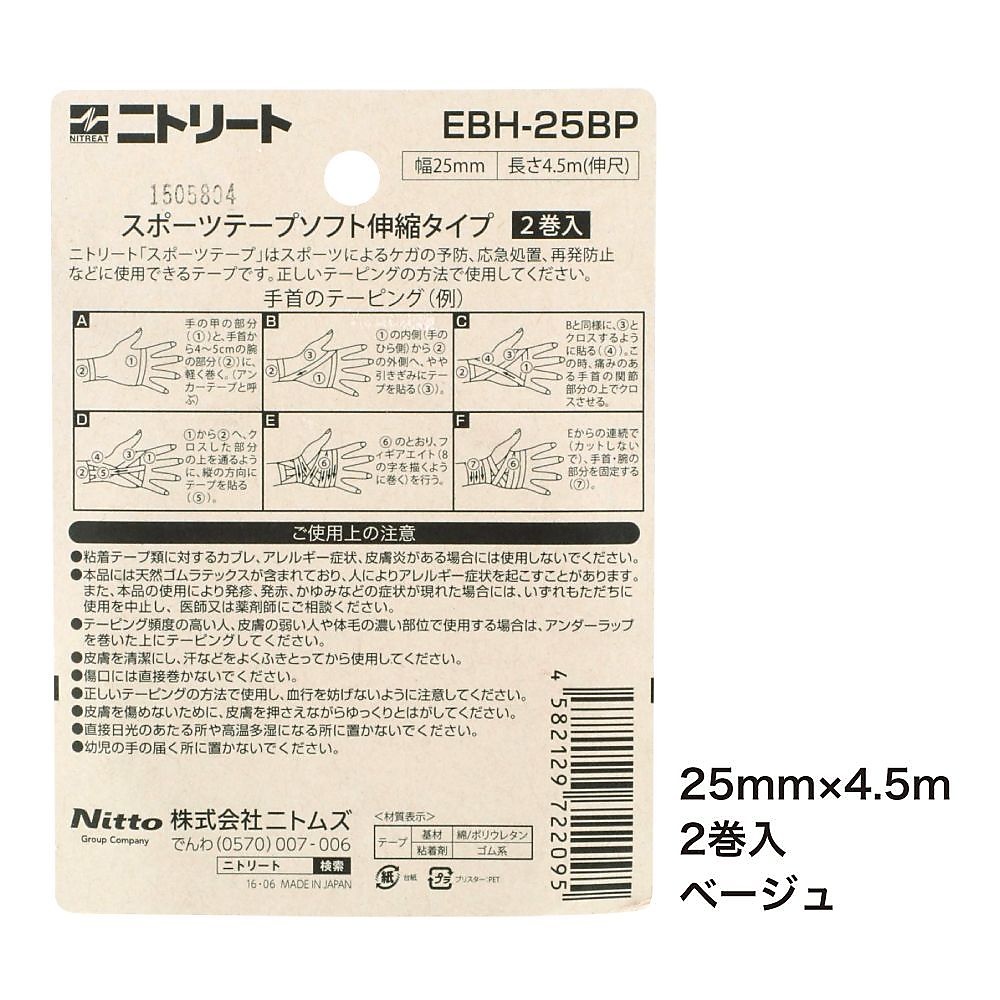 NITREAT
ニトリート
EBH-25BP
幅25mm
長さ4.5m(伸尺)
1505804
スポーツテープソフト伸縮タイプ 2巻入
ニトリート「スポーツテープ」はスポーツによるケガの予防、応急処置、再発防止
などに使用できるテープです。正しいテーピングの方法で使用してください。
手首のテーピング(例)
A
手の甲の部分
(①)と、手首か
ら4〜5cmの腕
の部分(②)に、
軽く巻く。(アン
カーテープと呼
ぶ)
②
①
B
①の内側(手の
ひら側)から②
の外側へ、やや
引きぎみにテー
プを貼る(③)。
③
②
①
C
Bと同様に、③と
クロスするよう
に貼る(④)。こ
の時、痛みのあ
る手首の関節
部分の上でクロ
スさせる。
④
③
②
①
D
①から②へ、ク
ロスした部分
の上を通るよう
に、縦の方向に
テープを貼る
(⑤)。
④
③
②
⑤
①
E
⑥のとおり、フ
ィギアエイト(8
の字を描くよう
に巻く)を行う。
⑥
F
Eからの連続で
(カットしない
で)、手首・腕の
部分を固定する
(⑦)。
⑦
⑥
ご使用上の注意
●粘着テープ類に対するカブレ、アレルギー症状、皮膚炎がある場合には使用しないでください。
●本品には天然ゴムラテックスが含まれており、人によりアレルギー症状を起こすことがあります。
また、本品の使用により発疹、発赤、かゆみなどの症状が現れた場合には、いずれもただちに
使用を中止し、医師又は薬剤師にご相談ください。
●テーピング頻度の高い人、皮膚の弱い人や体毛の濃い部位で使用する場合は、アンダーラップ
を巻いた上にテーピングしてください。
●皮膚を清潔にし、汗などをよくふきとってから使用してください。
●傷口には直接巻かないでください。
●正しいテーピングの方法で使用し、血行を妨げないように注意してください。
●皮膚を傷めないために、皮膚を押さえながらゆっくりとはがしてください。
●直接日光のあたる所や高温多湿になる所に置かないでください。
●幼児の手の届く所に置かないでください。
4582129722095
Nitto
Group Company
株式会社ニトムズ
でんわ(0570)007-006
ニトリート 検索
16・06 MADE IN JAPAN
<材質表示>
テープ 基材 綿/ポリウレタン
粘着剤 ゴム系
紙 台紙
プラ ブリスター:PET
25mm×4.5m
2巻入
ベージュ